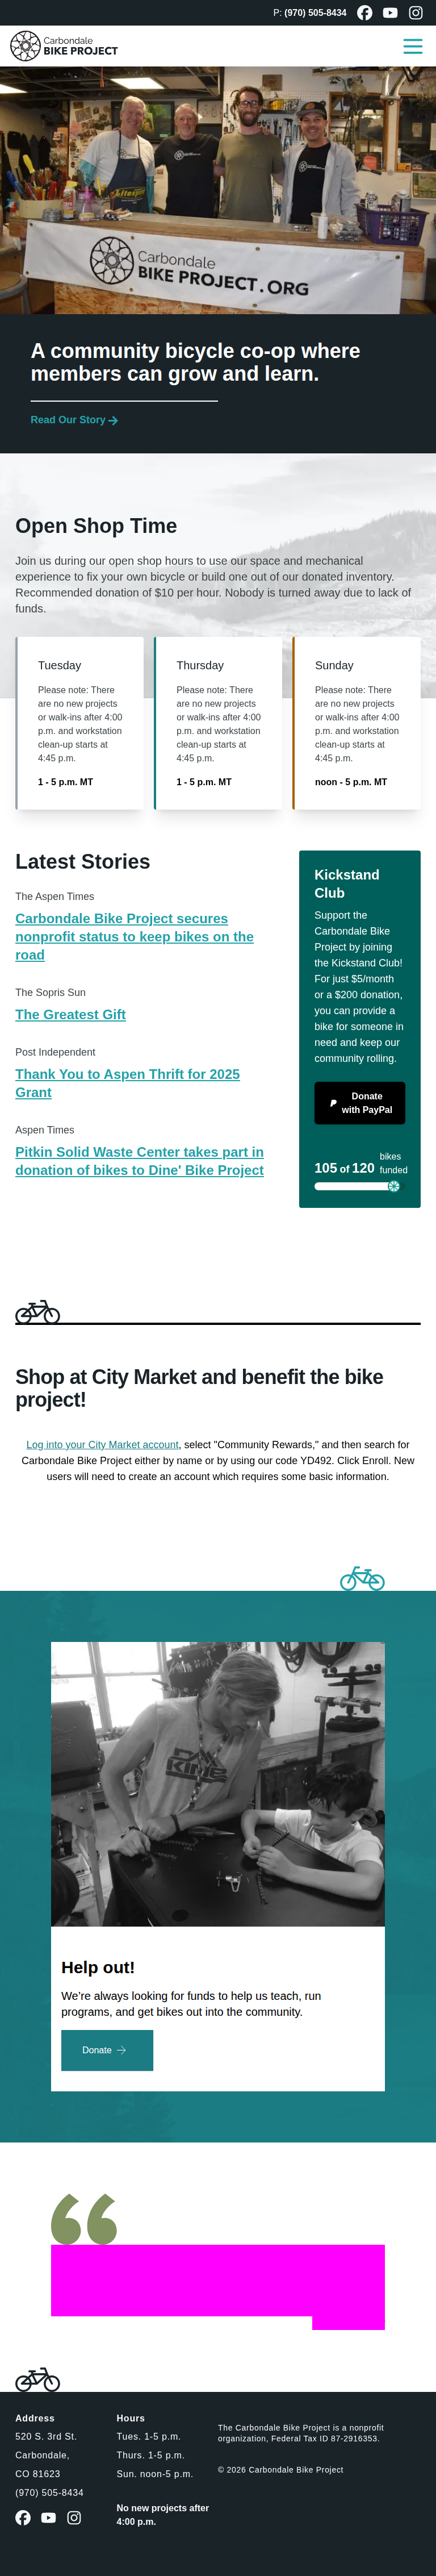 P: (970) 505-8434
Carbondale
BIKE PROJECT
Carbondale
BIKE PROJECT.ORG
A community bicycle co-op where
members can grow and learn.
Read Our Story
Open Shop Time
Join us during our open shop hours to use our space and mechanical
expertise to fix your own bicycle or build one out of our donated inventory.
Recommended donation of $10 per hour. Nobody is turned away due to lack of
funds.
Tuesday
Please note: There
are no new projects
or walk-ins after 4:00
p.m. and workstation
clean-up starts at
4:45 p.m.
1 - 5 p.m. MT
Thursday
Please note: There
are no new projects
or walk-ins after 4:00
p.m. and workstation
clean-up starts at
4:45 p.m.
1 - 5 p.m. MT
Sunday
Please note: There
are no new projects
or walk-ins after 4:00
p.m. and workstation
clean-up starts at
4:45 p.m.
noon - 5 p.m. MT
Latest Stories
The Aspen Times
Carbondale Bike Project secures
nonprofit status to keep bikes on the
road
The Sopris Sun
The Greatest Gift
Post Independent
Thank You to Aspen Thrift for 2025
Grant
Aspen Times
Pitkin Solid Waste Center takes part in
donation of bikes to Dine' Bike Project
Kickstand
Club
Support the
Carbondale Bike
Project by joining
the Kickstand Club!
For just $5/month
or a $200 donation,
you can provide a
bike for someone in
need and keep our
community rolling.
Donate
with PayPal
105 of 120 bikes
funded
Shop at City Market and benefit the bike
project!
Log into your City Market account, select "Community Rewards," and then search for
Carbondale Bike Project either by name or by using our code YD492. Click Enroll. New
users will need to create an account which requires some basic information.
Help out!
We're always looking for funds to help us teach, run
programs, and get bikes out into the community.
Donate
“
Address
520 S. 3rd St.
Carbondale,
CO 81623
(970) 505-8434
Hours
Tues. 1-5 p.m.
Thurs. 1-5 p.m.
Sun. noon-5 p.m.
No new projects after
4:00 p.m.
The Carbondale Bike Project is a nonprofit
organization, Federal Tax ID 87-2916353.
© 2026 Carbondale Bike Project